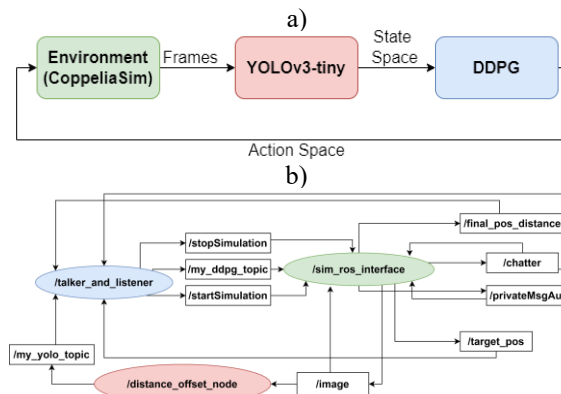 a)
Environment
(CoppeliaSim)
Frames
YOLOv3-tiny
State
Space
DDPG
Action Space
b)
/final_pos_distance
/stopSimulation
/my_ddpg_topic
/startSimulation
/talker_and_listener
/sim_ros_interface
/chatter
/privateMsgAu
/target_pos
/my_yolo_topic
/distance_offset_node
/image